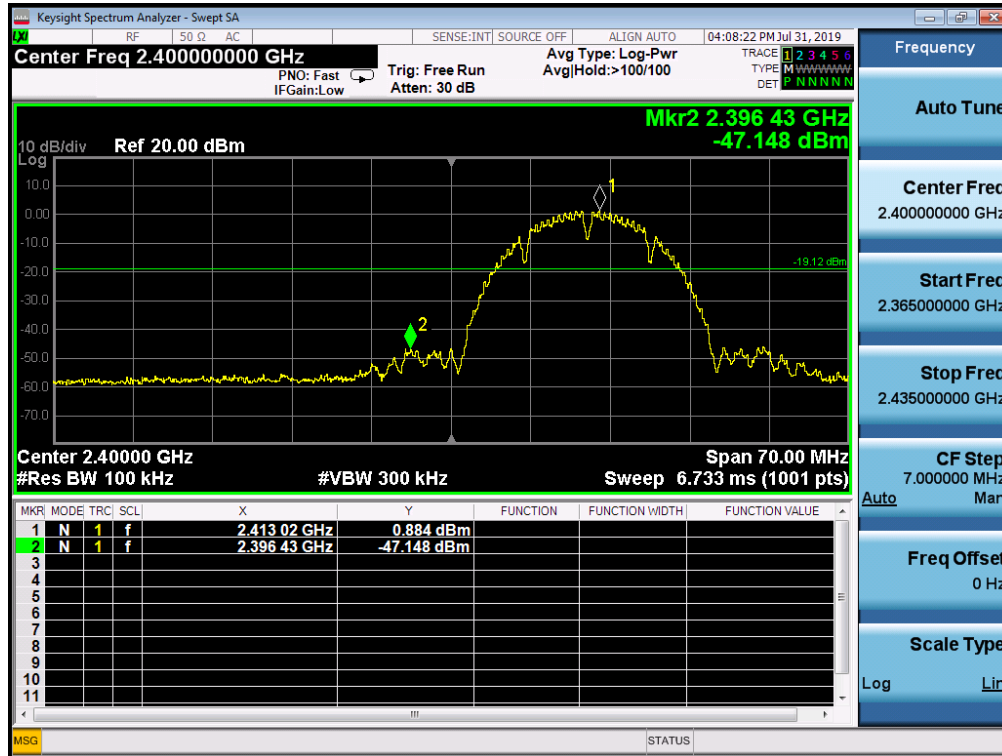 Keysight Spectrum Analyzer - Swept SA
LXI RF 50 Ω AC SENSE:INT SOURCE OFF ALIGN AUTO 04:08:22 PM Jul 31, 2019
Center Freq 2.400000000 GHz
PNO: Fast
IFGain:Low
Trig: Free Run
Atten: 30 dB
Avg Type: Log-Pwr
Avg|Hold:>100/100
TRACE 1 2 3 4 5 6
TYPE M W W W W W
DET P N N N N N
Mkr2 2.396 43 GHz
-47.148 dBm
10 dB/div Ref 20.00 dBm
Log
10.0
0.00
-10.0
-20.0
-30.0
-40.0
-50.0
-60.0
-70.0
1
2
-19.12 dBm
Center 2.40000 GHz Span 70.00 MHz
#Res BW 100 kHz #VBW 300 kHz Sweep 6.733 ms (1001 pts)
MKR MODE TRC SCL X Y FUNCTION FUNCTION WIDTH FUNCTION VALUE
1 N 1 f 2.413 02 GHz 0.884 dBm
2 N 1 f 2.396 43 GHz -47.148 dBm
3
4
5
6
7
8
9
10
11
MSG STATUS
Frequency
Auto Tune
Center Freq
2.400000000 GHz
Start Freq
2.365000000 GHz
Stop Freq
2.435000000 GHz
CF Step
7.000000 MHz
Auto Man
Freq Offset
0 Hz
Scale Type
Log Lin